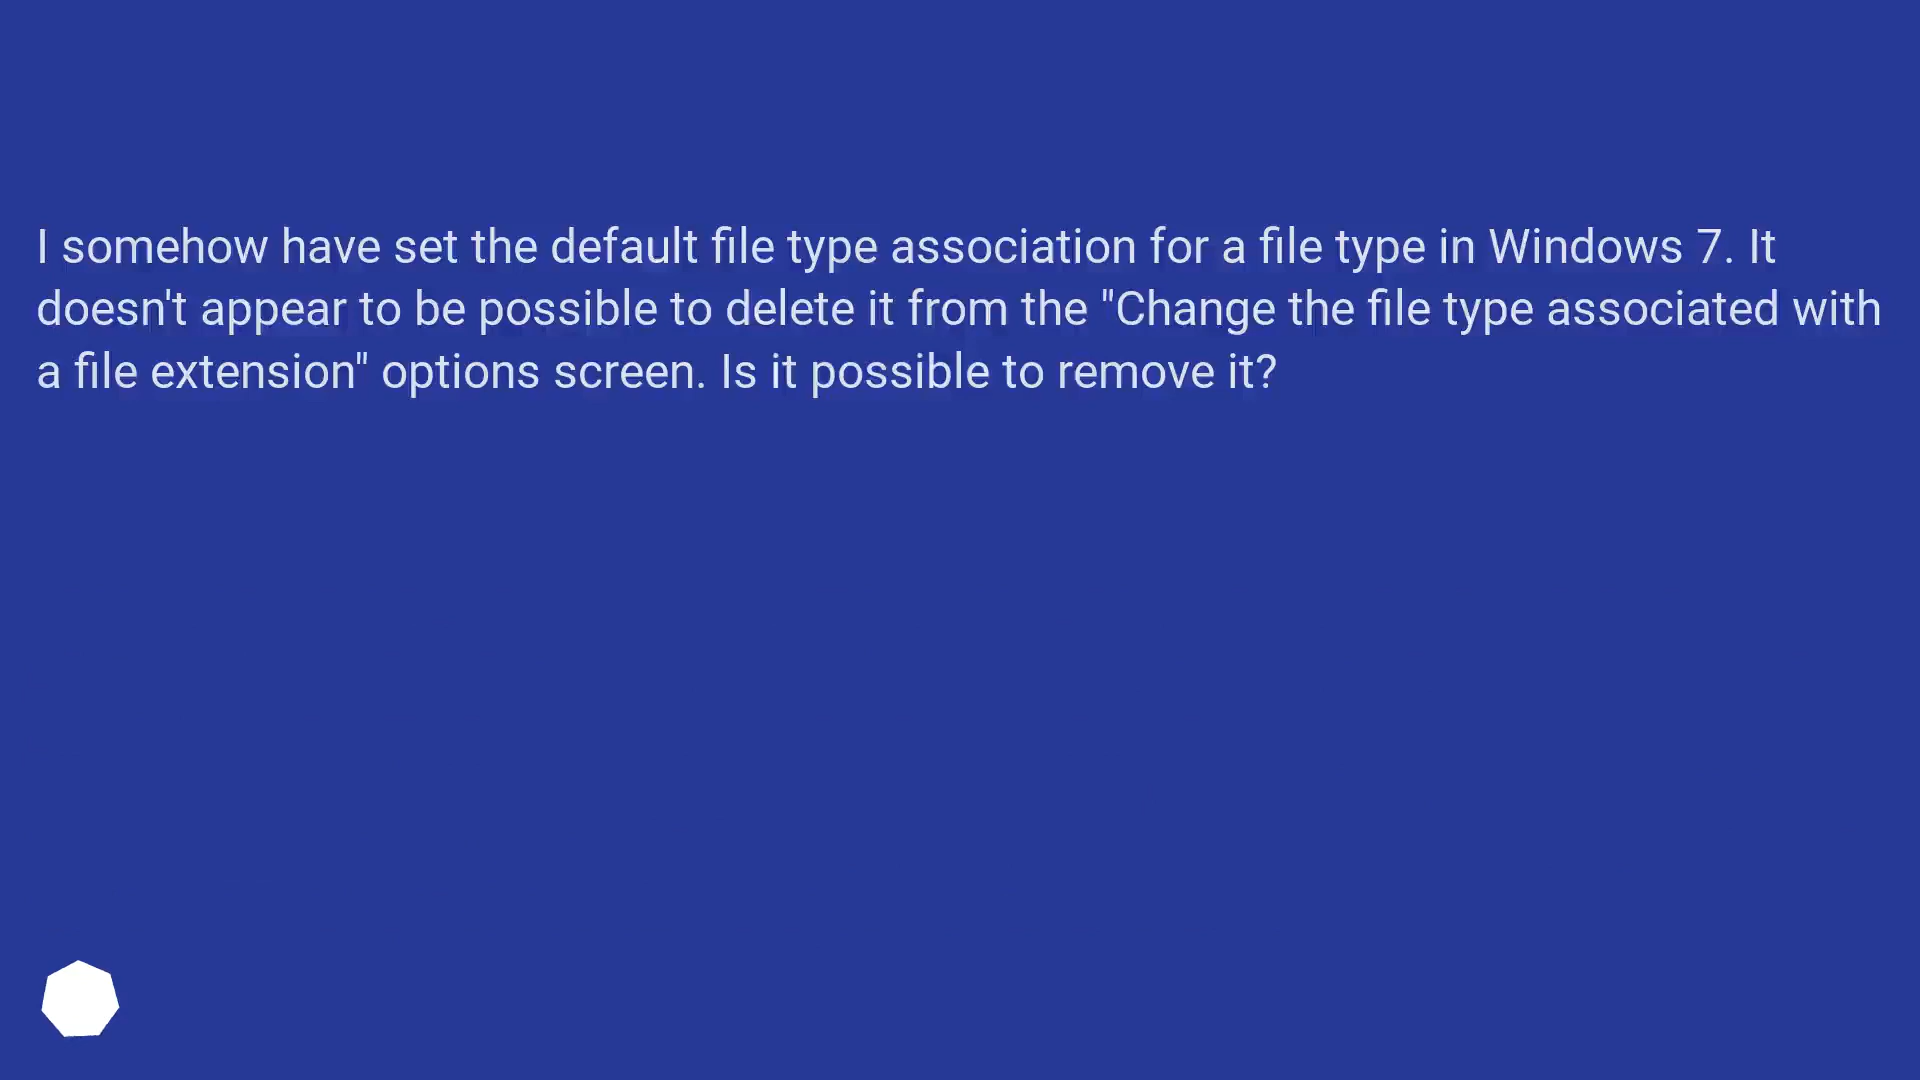 I somehow have set the default file type association for a file type in Windows 7. It
doesn't appear to be possible to delete it from the "Change the file type associated with
a file extension" options screen. Is it possible to remove it?